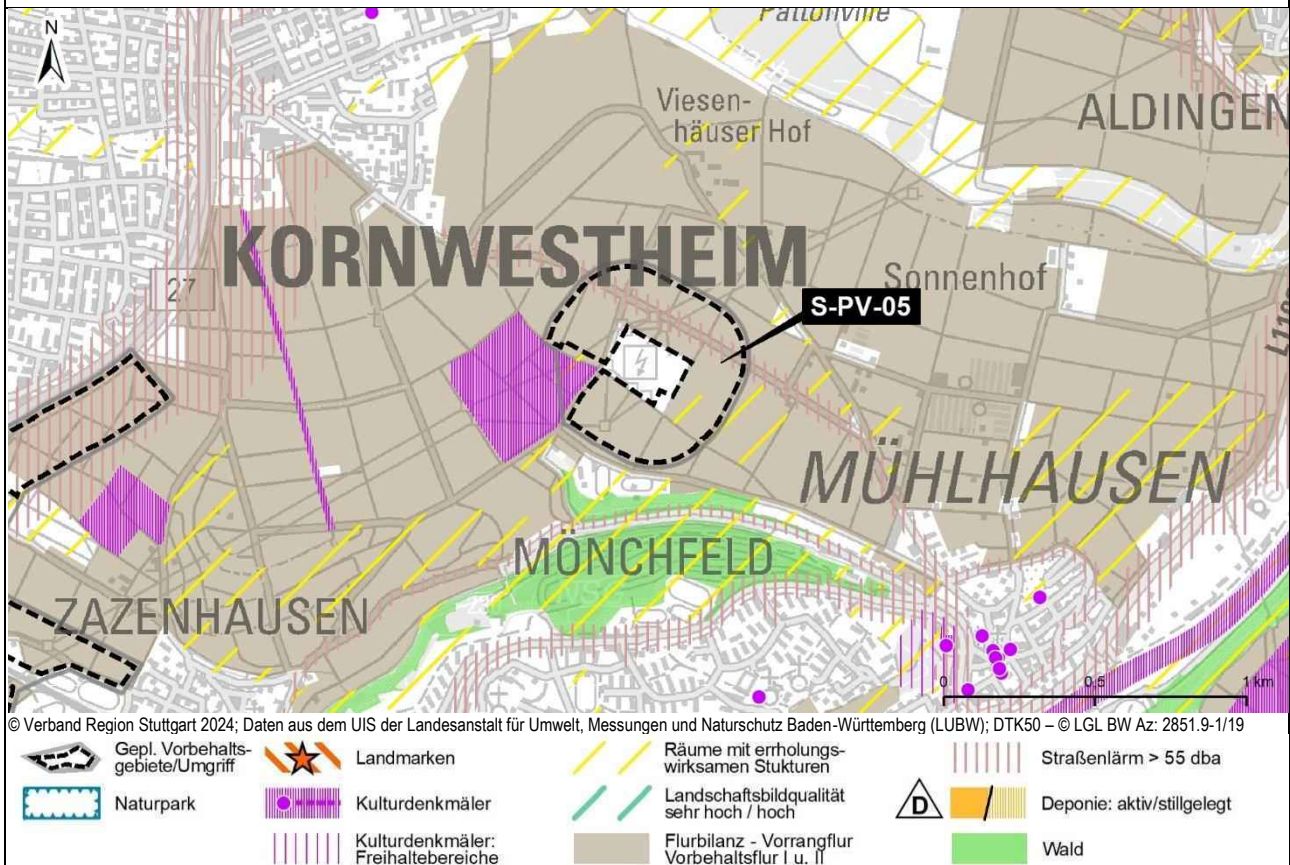 N
Pattonville
Viesen-
häuser Hof
ALDINGEN
KORNWESTHEIM
27
Sonnenhof
S-PV-05
MÜHLHAUSEN
MÖNCHFELD
ZAZENHAUSEN
0 0,5 1 km
© Verband Region Stuttgart 2024; Daten aus dem UIS der Landesanstalt für Umwelt, Messungen und Naturschutz Baden-Württemberg (LUBW); DTK50 – © LGL BW Az: 2851.9-1/19
Gepl. Vorbehalts-
gebiete/Umgriff
Landmarken
Räume mit errholungs-
wirksamen Stukturen
Straßenlärm > 55 dba
Naturpark
Kulturdenkmäler
Landschaftsbildqualität
sehr hoch / hoch
D
Deponie: aktiv/stillgelegt
Kulturdenkmäler:
Freihaltebereiche
Flurbilanz - Vorrangflur
Vorbehaltsflur I u. II
Wald